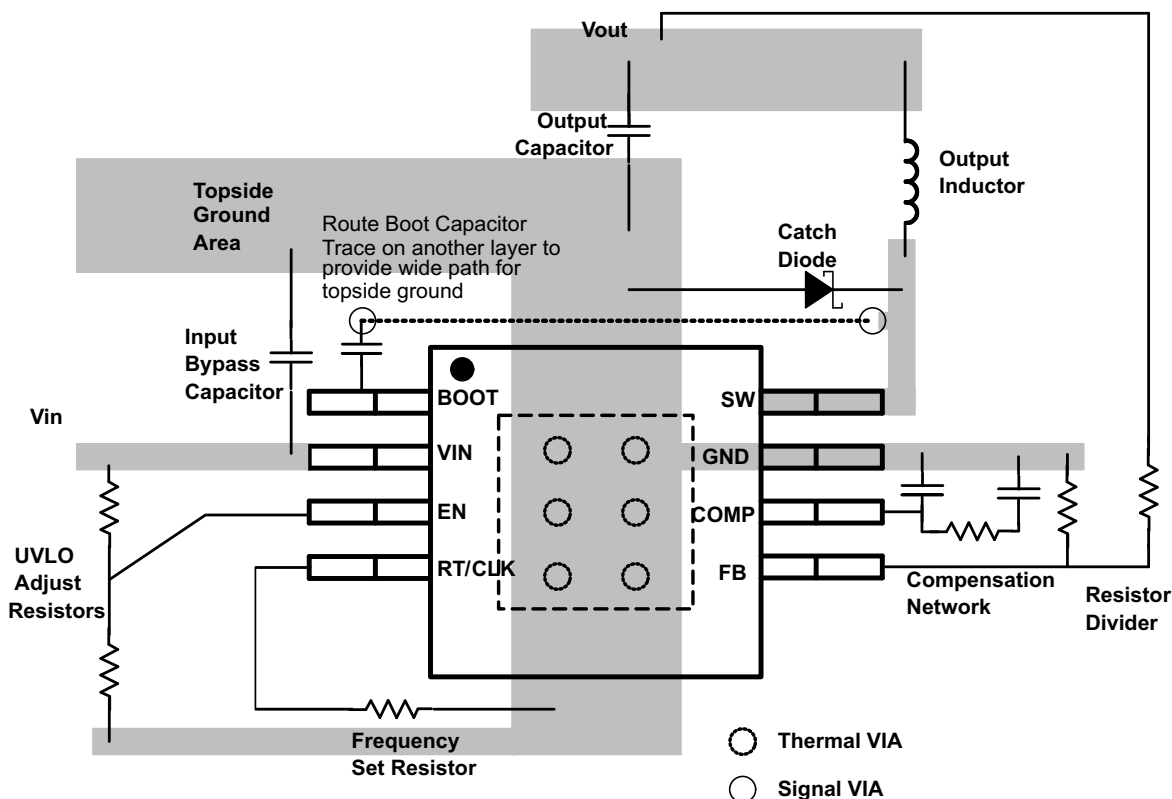 Vout
Output
Capacitor
Output
Inductor
Topside
Ground
Area
Route Boot Capacitor
Trace on another layer to
provide wide path for
topside ground
Catch
Diode
Input
Bypass
Capacitor
Vin
BOOT
VIN
EN
RT/CLK
SW
GND
COMP
FB
UVLO
Adjust
Resistors
Compensation
Network
Resistor
Divider
Frequency
Set Resistor
Thermal VIA
Signal VIA